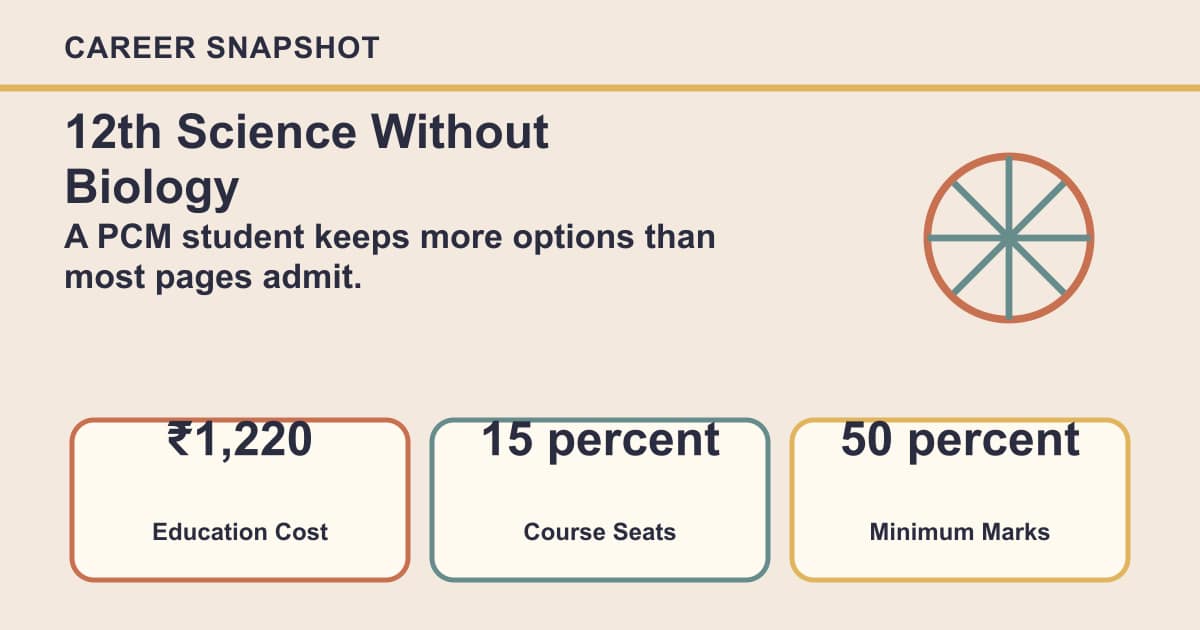 CAREER SNAPSHOT
12th Science Without
Biology
A PCM student keeps more options than
most pages admit.
₹1,220
Education Cost
15 percent
Course Seats
50 percent
Minimum Marks